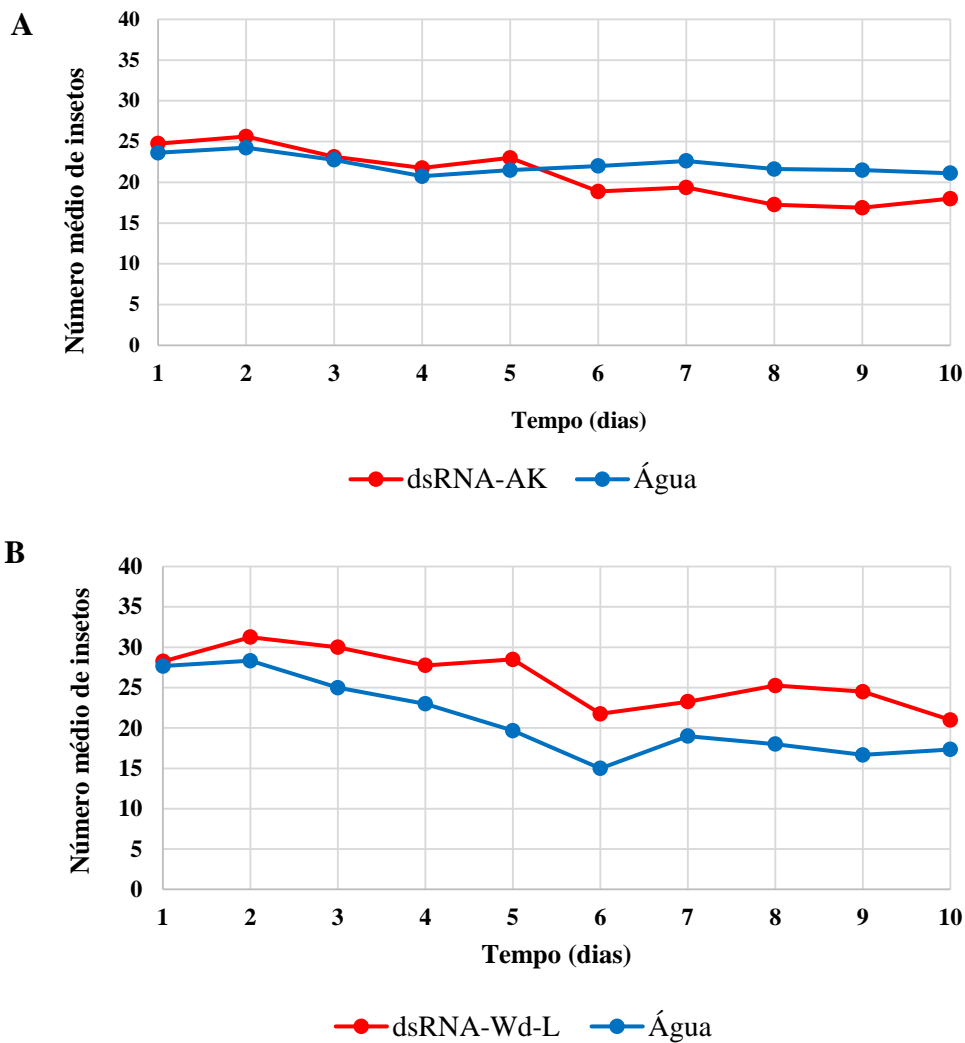 A
Número médio de insetos
40
35
30
25
20
15
10
5
0
1 2 3 4 5 6 7 8 9 10
Tempo (dias)
dsRNA-AK Água
B
Número médio de insetos
40
35
30
25
20
15
10
5
0
1 2 3 4 5 6 7 8 9 10
Tempo (dias)
dsRNA-Wd-L Água